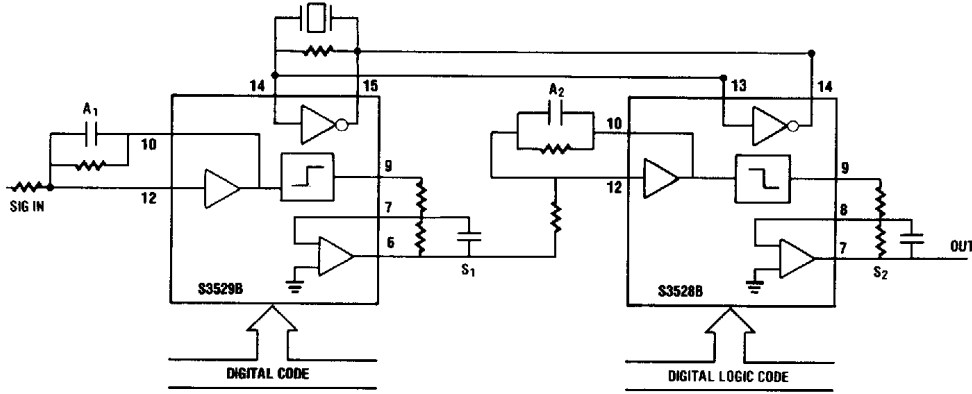 14
15
13
14
A1
10
12
SIG IN
9
7
6
S1
S3529B
DIGITAL CODE
A2
10
12
9
8
7
S2
OUT
S3528B
DIGITAL LOGIC CODE